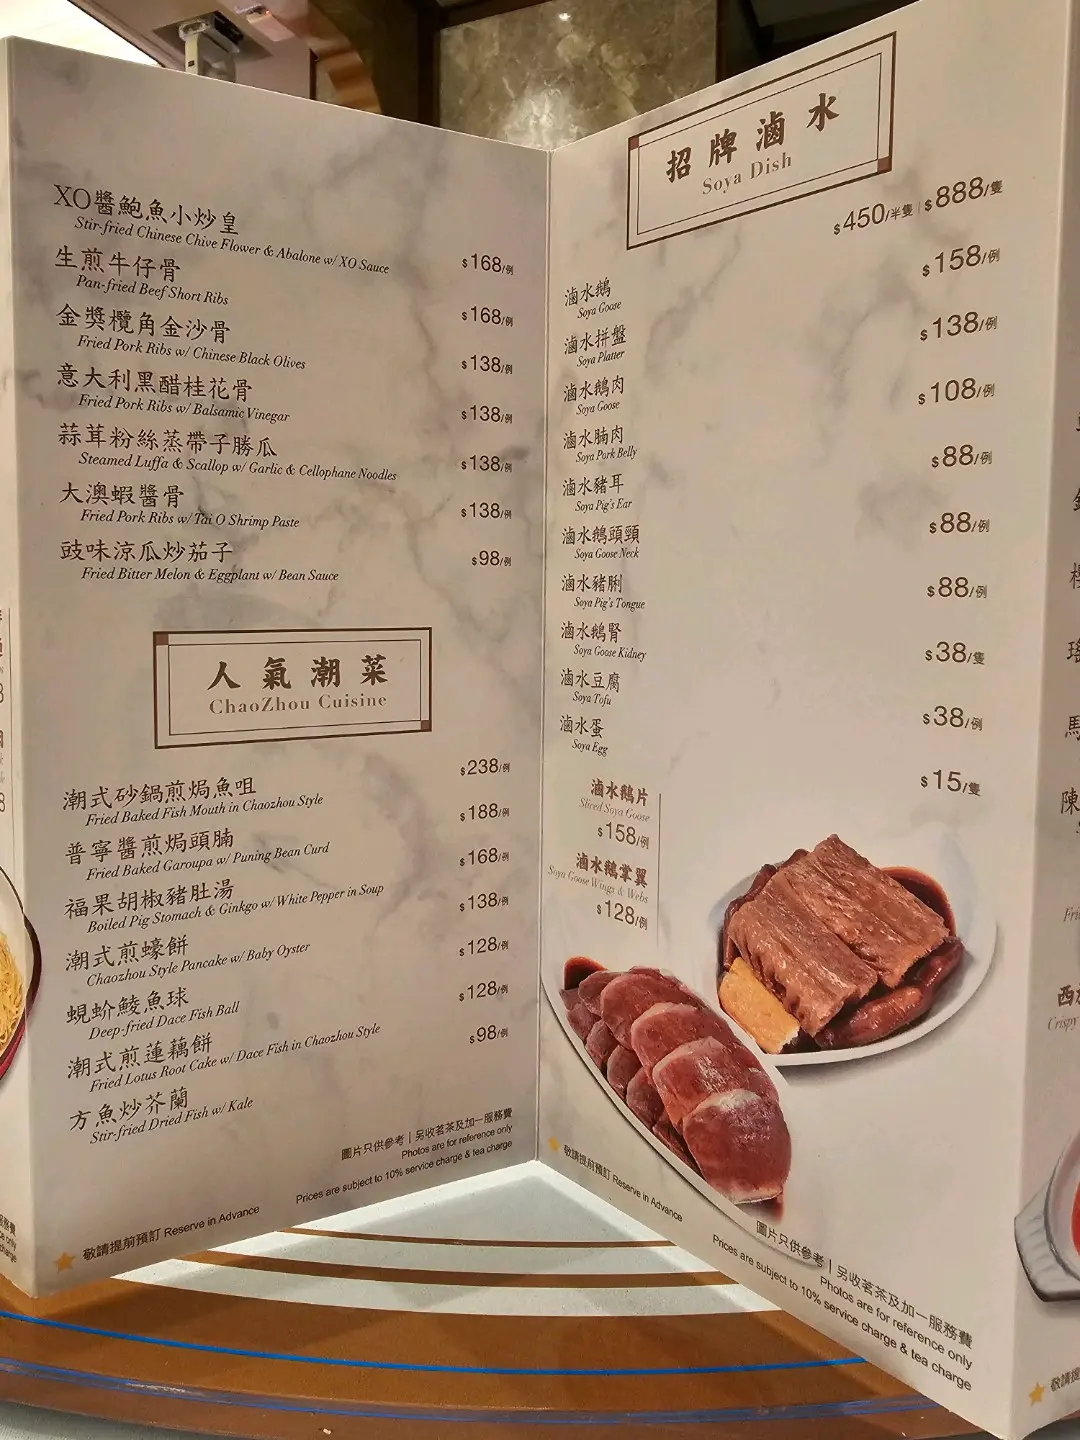 XO醬鮑魚小炒皇
Stir-fried Chinese Chive Flower & Abalone w/ XO Sauce
$168/例
生煎牛仔骨
Pan-fried Beef Short Ribs
$168/例
金獎欖角金沙骨
Fried Pork Ribs w/ Chinese Black Olives
$138/例
意大利黑醋桂花骨
Fried Pork Ribs w/ Balsamic Vinegar
$138/例
蒜茸粉絲蒸帶子勝瓜
Steamed Luffa & Scallop w/ Garlic & Cellophane Noodles
$138/例
大澳蝦醬骨
Fried Pork Ribs w/ Tai O Shrimp Paste
$138/例
豉味涼瓜炒茄子
Fried Bitter Melon & Eggplant w/ Bean Sauce
$98/例
人氣潮菜
ChaoZhou Cuisine
潮式砂鍋煎焗魚咀
Fried Baked Fish Mouth in Chaozhou Style
$238/例
普寧醬煎焗頭腩
Fried Baked Garoupa w/ Puning Bean Curd
$188/例
福果胡椒豬肚湯
Boiled Pig Stomach & Ginkgo w/ White Pepper in Soup
$168/例
潮式煎蠔餅
Chaozhou Style Pancake w/ Baby Oyster
$138/例
蜆蚧鯪魚球
Deep-fried Dace Fish Ball
$128/例
潮式煎蓮藕餅
Fried Lotus Root Cake w/ Dace Fish in Chaozhou Style
$128/例
方魚炒芥蘭
Stir-fried Dried Fish w/ Kale
$98/例
圖片只供參考｜另收茗茶及加一服務費
Photos are for reference only
Prices are subject to 10% service charge & tea charge
敬請提前預訂 Reserve in Advance
招牌滷水
Soya Dish
滷水鵝
Soya Goose
$450/半隻 | $888/隻
滷水拼盤
Soya Platter
$158/例
滷水鵝肉
Soya Goose
$138/例
滷水腩肉
Soya Pork Belly
$108/例
滷水豬耳
Soya Pig's Ear
$88/例
滷水鵝頭頸
Soya Goose Neck
$88/例
滷水豬脷
Soya Pig's Tongue
$88/例
滷水鵝腎
Soya Goose Kidney
$38/隻
滷水豆腐
Soya Tofu
$38/例
滷水蛋
Soya Egg
$15/隻
滷水鵝片
Sliced Soya Goose
$158/例
滷水鵝掌翼
Soya Goose Wings & Webs
$128/例
敬請提前預訂 Reserve in Advance
圖片只供參考｜另收茗茶及加一服務費
Photos are for reference only
Prices are subject to 10% service charge & tea charge
陳
Crispy
敬請提